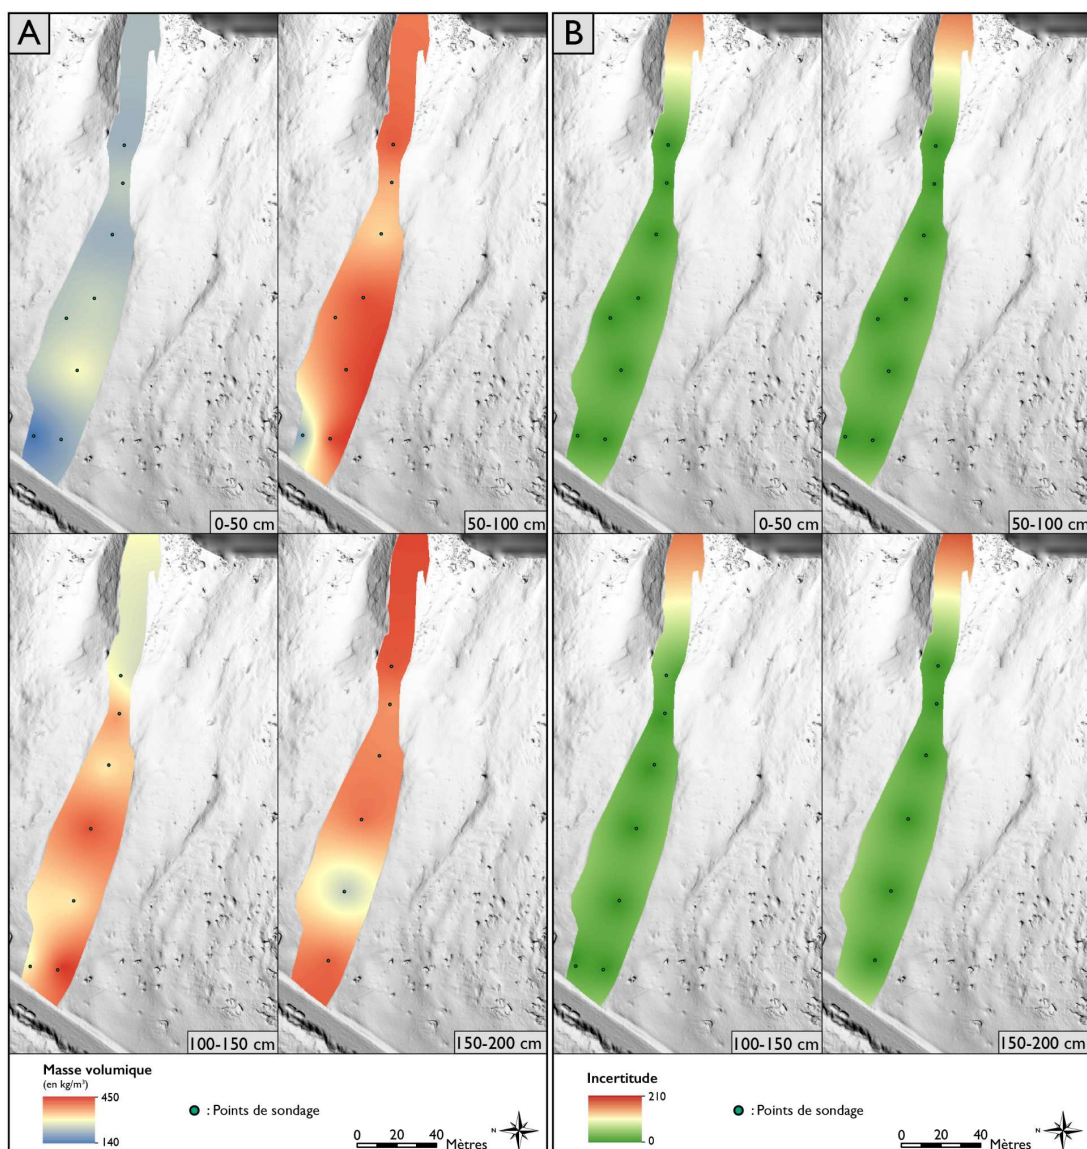 A
B
0-50 cm
50-100 cm
0-50 cm
50-100 cm
100-150 cm
150-200 cm
100-150 cm
150-200 cm
Masse volumique
(en kg/m³)
450
140
: Points de sondage
0 20 40
Mètres
N
Incertitude
210
0
: Points de sondage
0 20 40
Mètres
N